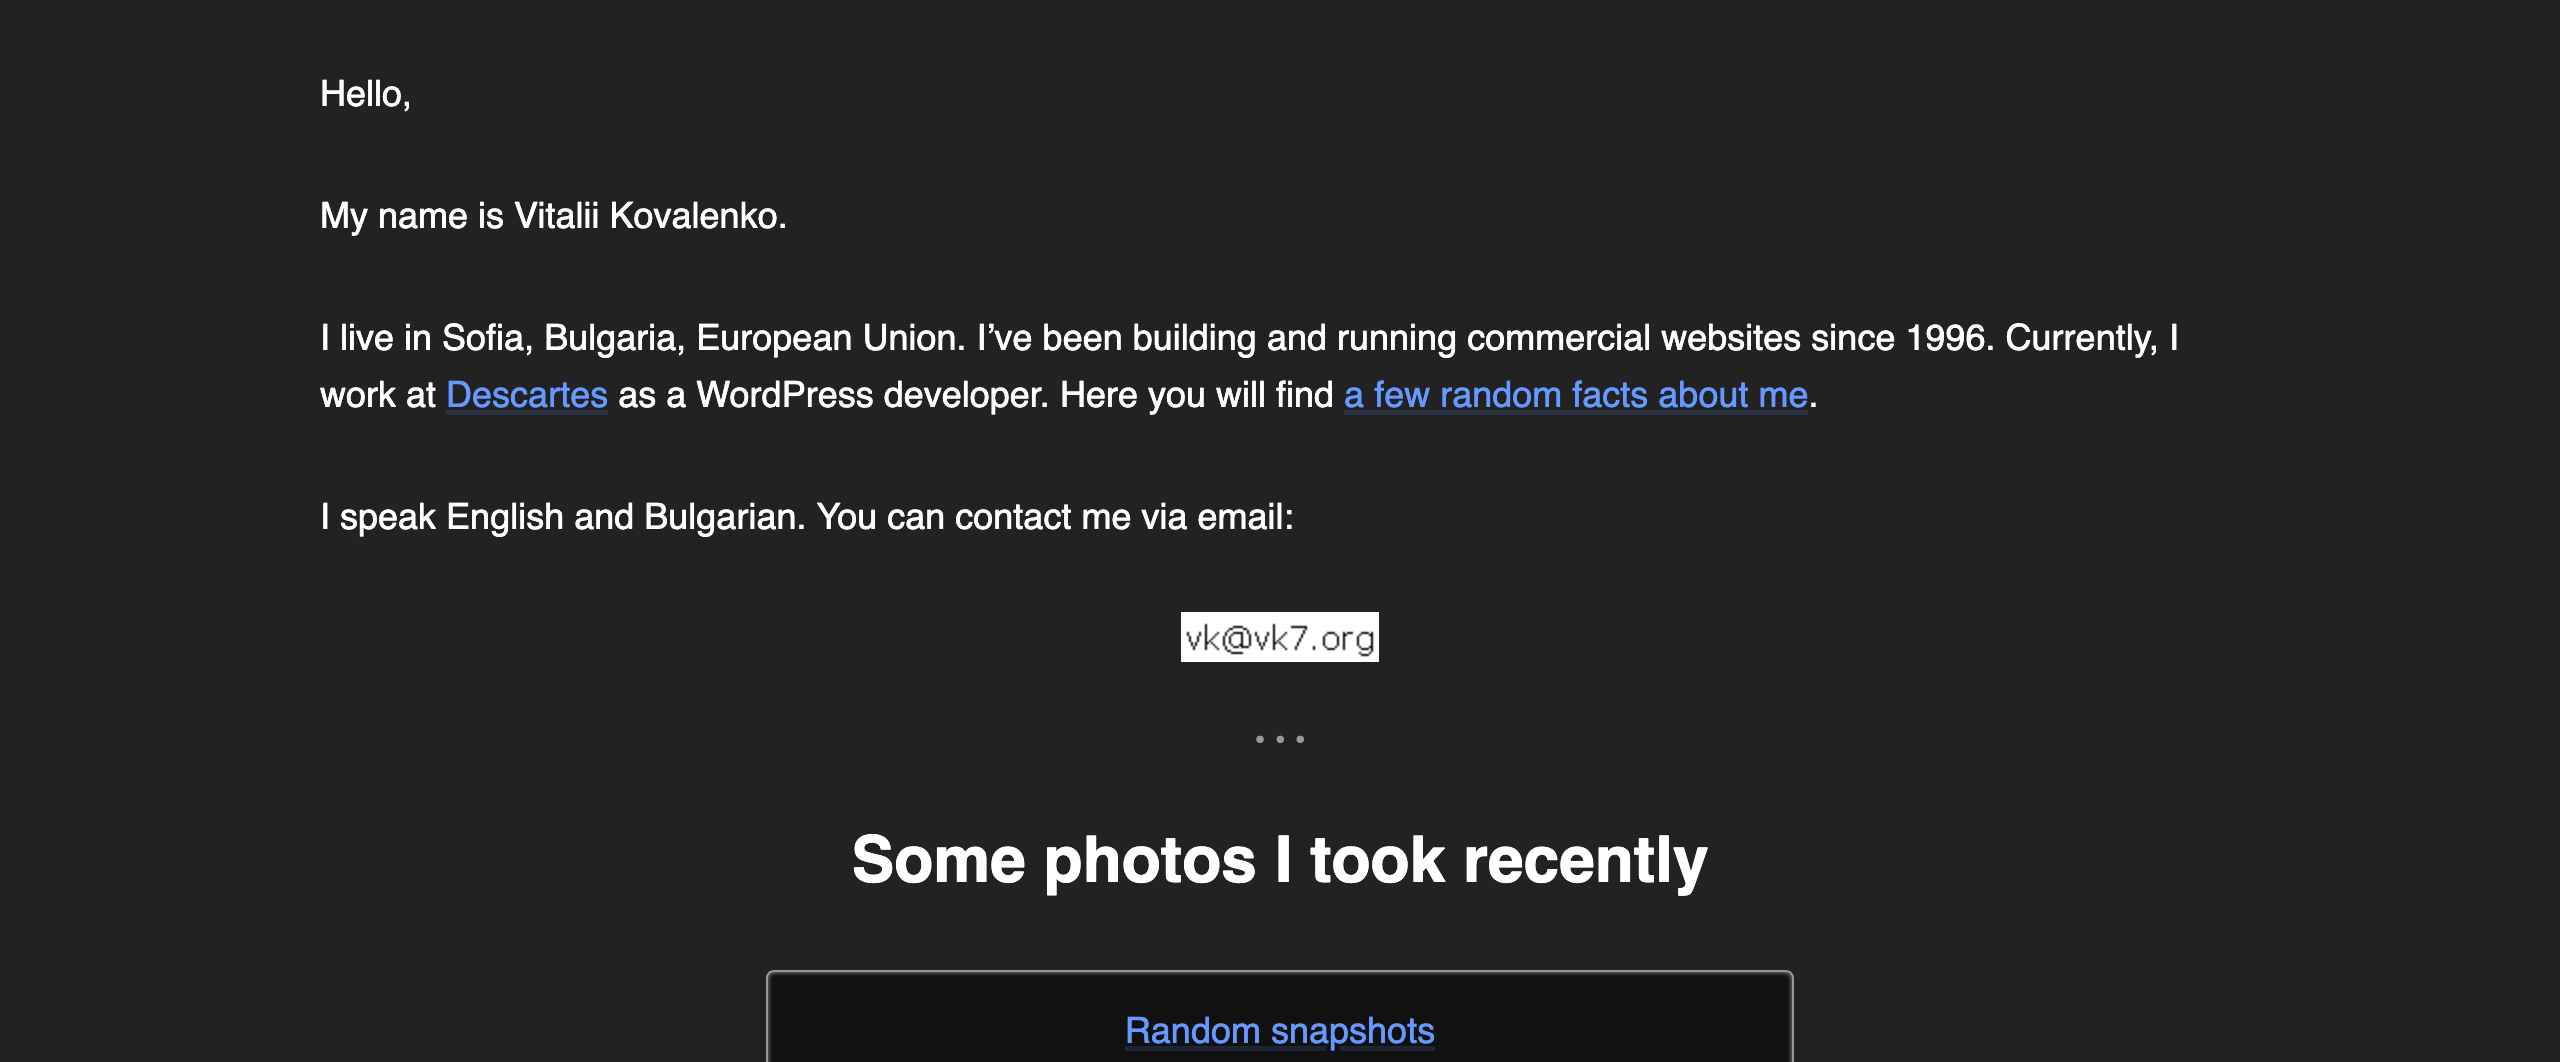 Hello,
My name is Vitalii Kovalenko.
I live in Sofia, Bulgaria, European Union. I’ve been building and running commercial websites since 1996. Currently, I
work at Descartes as a WordPress developer. Here you will find a few random facts about me.
I speak English and Bulgarian. You can contact me via email:
vk@vk7.org
...
Some photos I took recently
Random snapshots